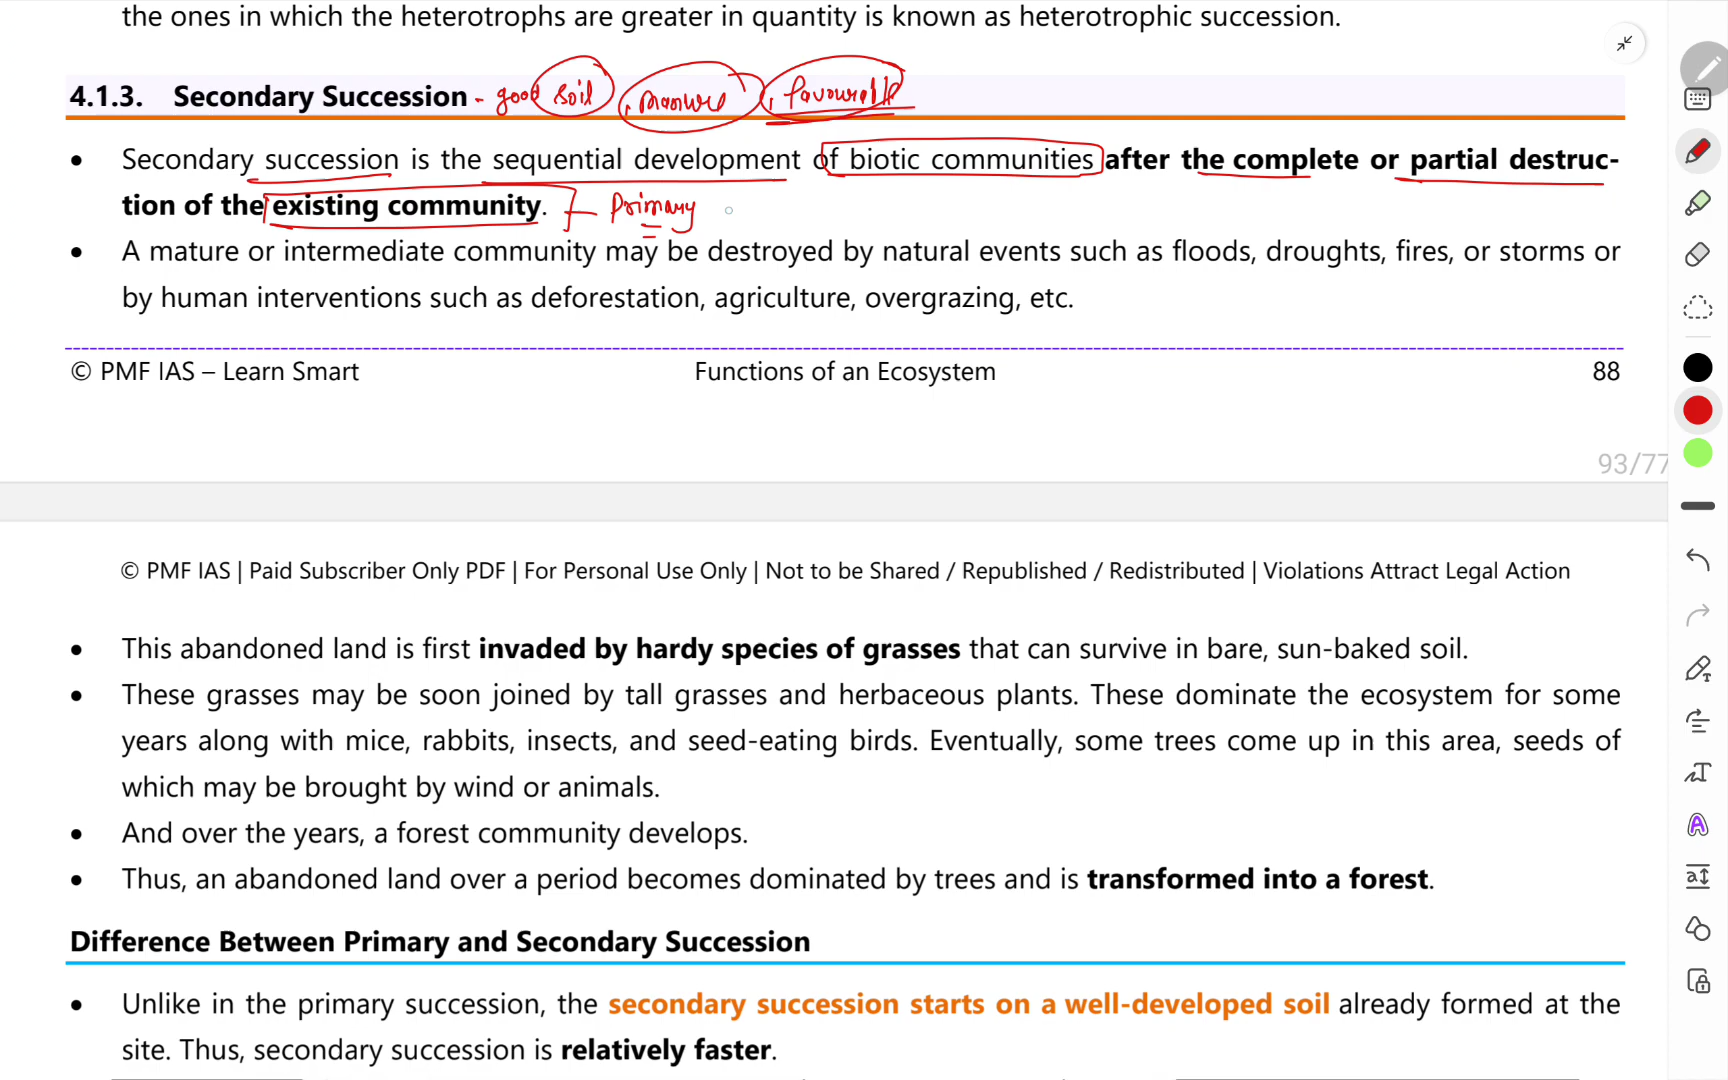 the ones in which the heterotrophs are greater in quantity is known as heterotrophic succession.
4.1.3. Secondary Succession - good soil, manure, favourable
• Secondary succession is the sequential development of biotic communities after the complete or partial destruc-
tion of the existing community. Primary
• A mature or intermediate community may be destroyed by natural events such as floods, droughts, fires, or storms or
by human interventions such as deforestation, agriculture, overgrazing, etc.
© PMF IAS – Learn Smart Functions of an Ecosystem 88
93/77
© PMF IAS | Paid Subscriber Only PDF | For Personal Use Only | Not to be Shared / Republished / Redistributed | Violations Attract Legal Action
• This abandoned land is first invaded by hardy species of grasses that can survive in bare, sun-baked soil.
• These grasses may be soon joined by tall grasses and herbaceous plants. These dominate the ecosystem for some
years along with mice, rabbits, insects, and seed-eating birds. Eventually, some trees come up in this area, seeds of
which may be brought by wind or animals.
• And over the years, a forest community develops.
• Thus, an abandoned land over a period becomes dominated by trees and is transformed into a forest.
Difference Between Primary and Secondary Succession
• Unlike in the primary succession, the secondary succession starts on a well-developed soil already formed at the
site. Thus, secondary succession is relatively faster.